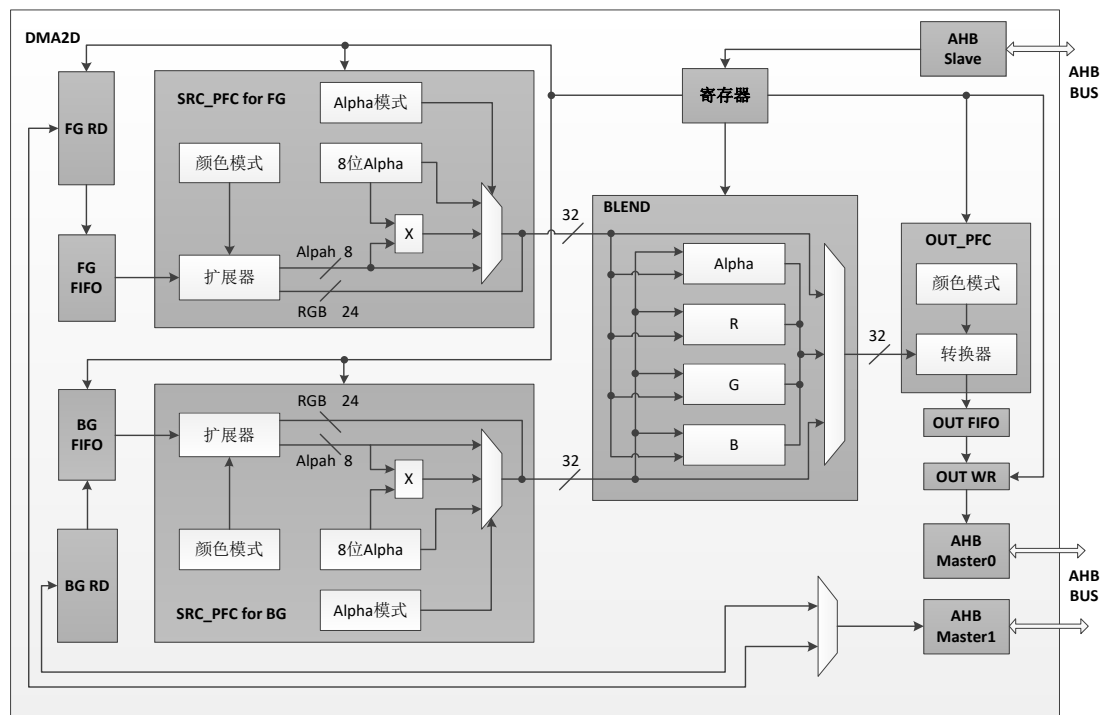 DMA2D
AHB
Slave
AHB
BUS
FG RD
SRC_PFC for FG
Alpha模式
寄存器
颜色模式
8位Alpha
X
32
BLEND
FG
FIFO
扩展器
Alpah 8
RGB 24
Alpha
R
G
B
32
OUT_PFC
颜色模式
转换器
BG
FIFO
RGB 24
扩展器
Alpah 8
X
32
OUT FIFO
OUT WR
BG RD
颜色模式
8位Alpha
SRC_PFC for BG
Alpha模式
AHB
Master0
AHB
BUS
AHB
Master1